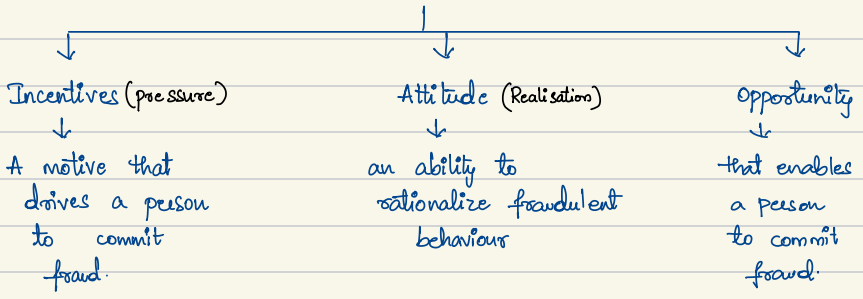 Incentives (pressure)
Attitude (Realisation)
Opportunity
A motive that
drives a person
to commit
fraud.
an ability to
rationalize fraudulent
behaviour
that enables
a person
to commit
fraud.